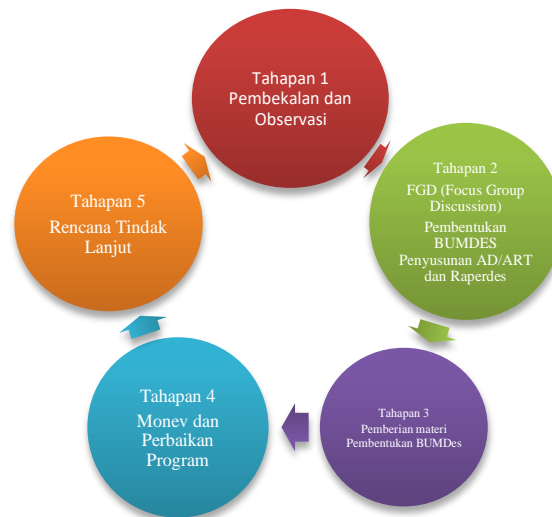 Tahapan 1
Pembekalan dan
Observasi
Tahapan 2
FGD (Focus Group
Discussion)
Pembentukan
BUMDES
Penyusunan AD/ART
dan Raperdes
Tahapan 3
Pemberian materi
Pembentukan BUMDes
Tahapan 4
Monev dan
Perbaikan
Program
Tahapan 5
Rencana Tindak
Lanjut